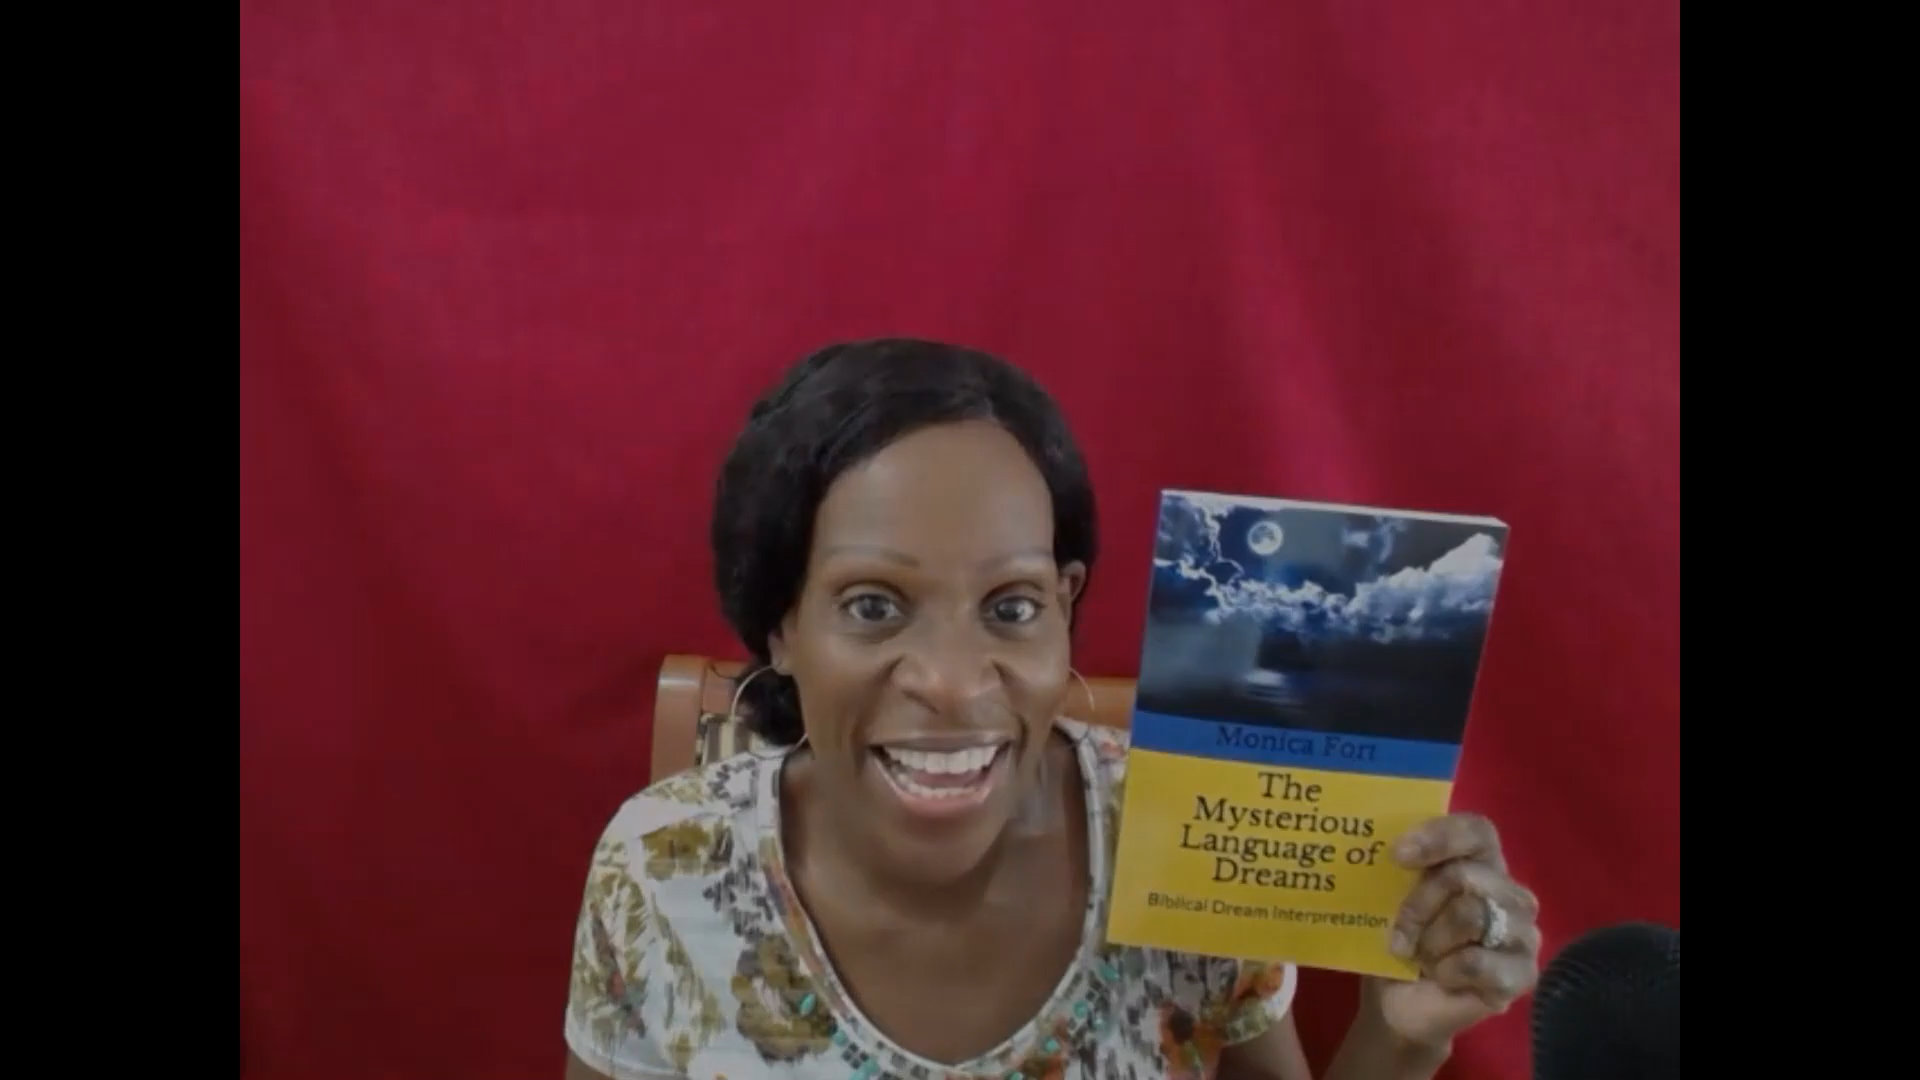 Monica Fort
The
Mysterious
Language of
Dreams
Biblical Dream Interpretation